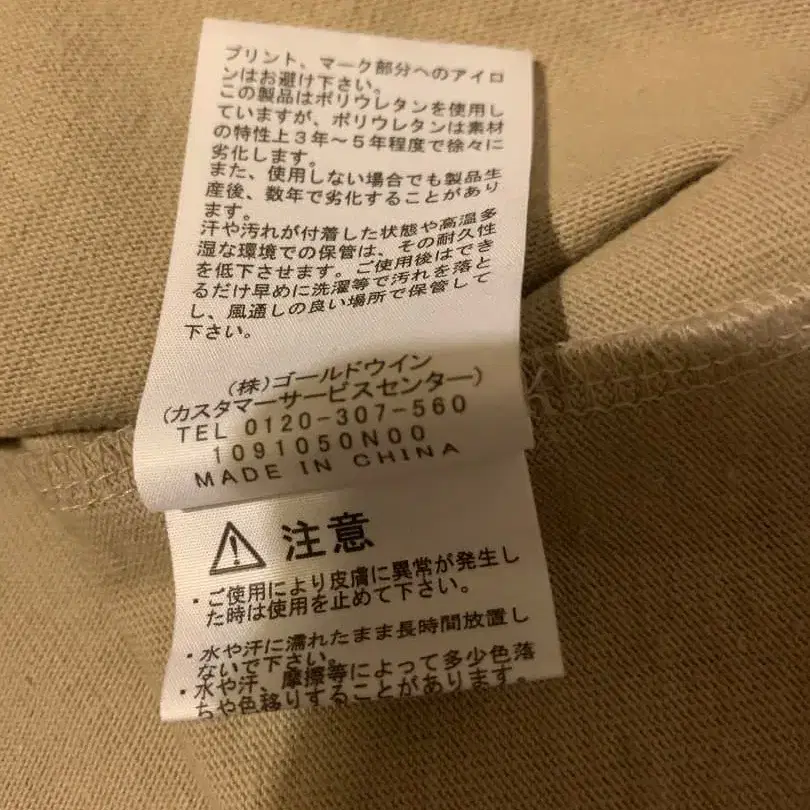 プリント、マーク部分へのアイロ
ンはお避け下さい。
この製品はポリウレタンを使用し
ていますが、ポリウレタンは素材
の特性上3年～5年程度で徐々に
劣化します。
また、使用しない場合でも製品生
産後、数年で劣化することがあり
ます。
汗や汚れが付着した状態や高温多
湿な環境での保管は、その耐久性
を低下させます。ご使用後はでき
るだけ早めに洗濯等で汚れを落と
し、風通しの良い場所で保管して
下さい。
(株)ゴールドウイン
(カスタマーサービスセンター)
TEL 0120-307-560
1091050N00
MADE IN CHINA
注意
・ご使用により皮膚に異常が発生し
た時は使用を止めて下さい。
・水や汗に濡れたまま長時間放置し
ないで下さい。
・水や汗、摩擦等によって多少色落
ちや色移りすることがあります。